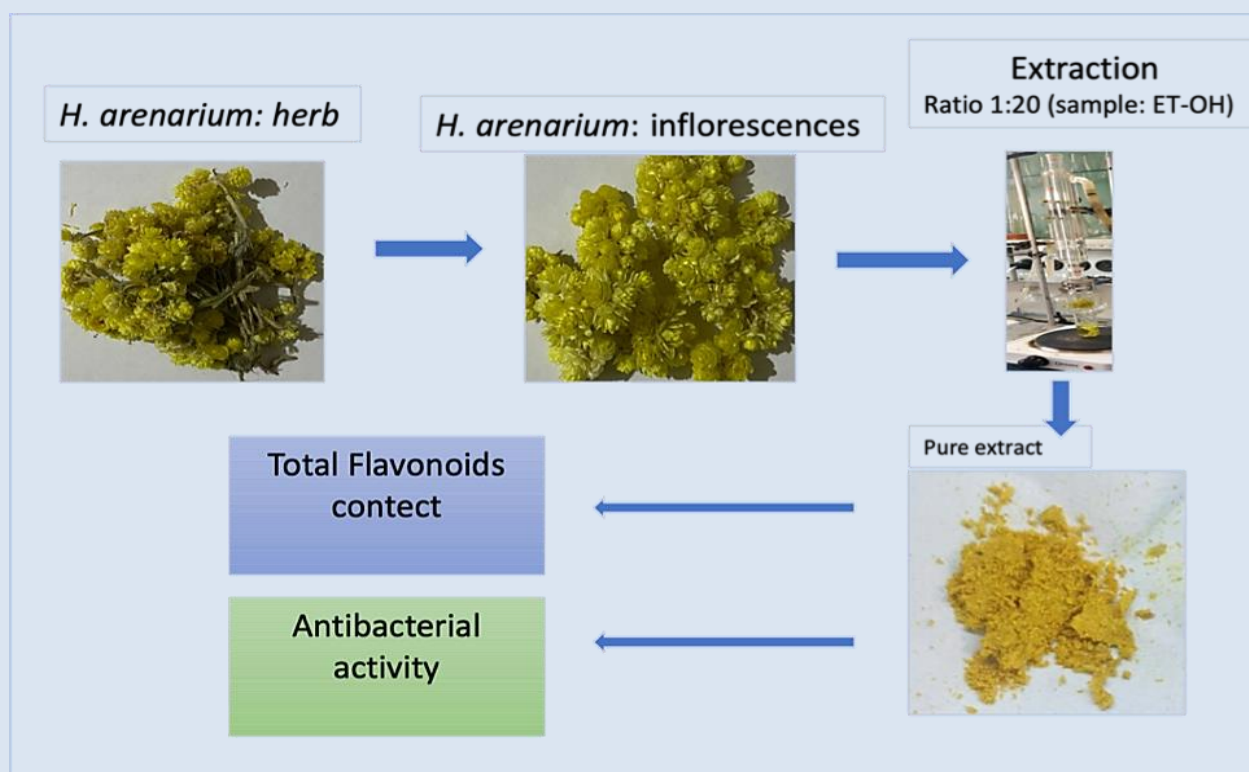 H. arenarium: herb
H. arenarium: inflorescences
Extraction
Ratio 1:20 (sample: ET-OH)
Pure extract
Total Flavonoids
contect
Antibacterial
activity